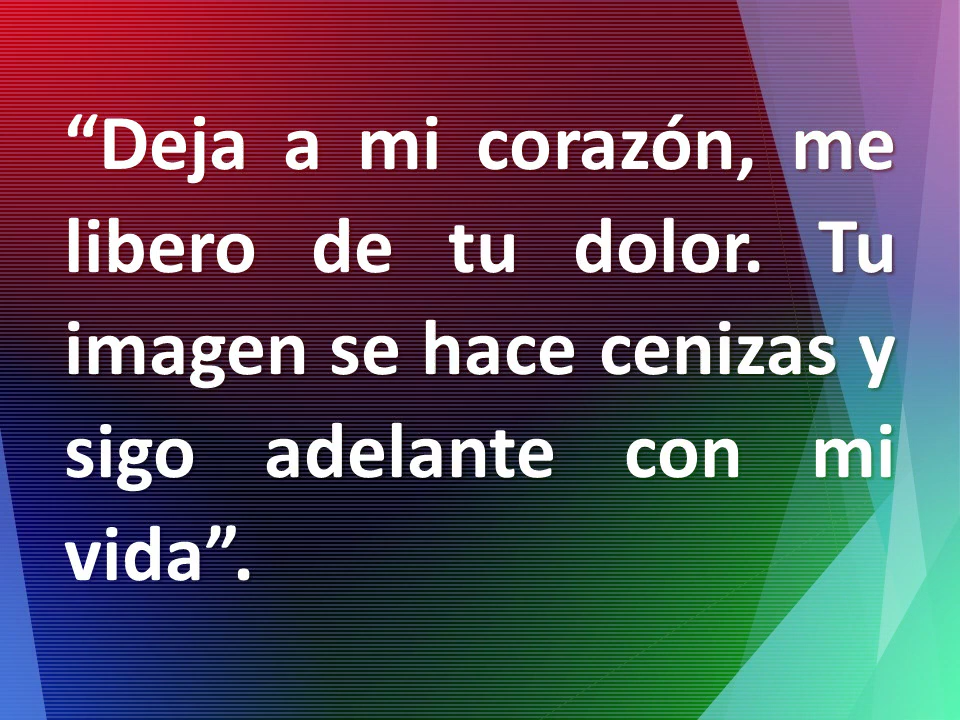 “Deja a mi corazón, me
libero de tu dolor. Tu
imagen se hace cenizas y
sigo adelante con mi
vida”.